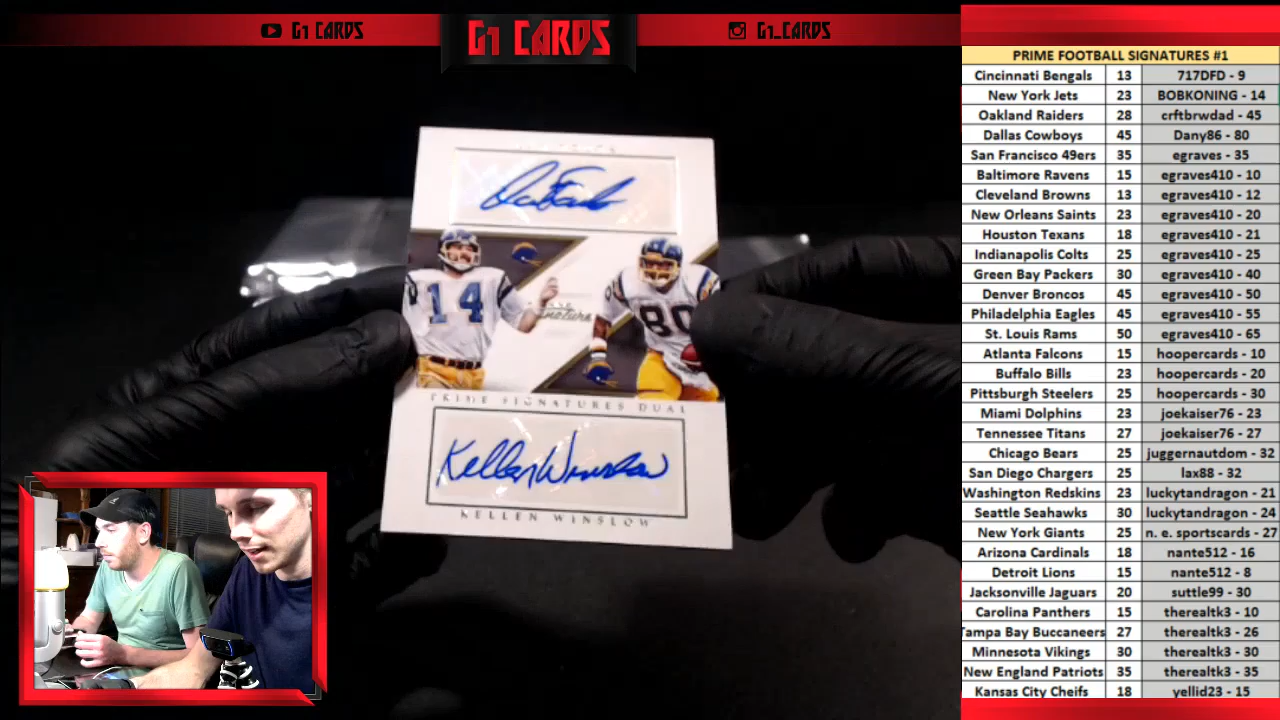 G1 CARDS
G1 CARDS
G1_CARDS
14
80
PRIME SIGNATURES DUAL
Kellen Winslow
KELLEN WINSLOW
PRIME FOOTBALL SIGNATURES #1
Cincinnati Bengals 13 717DFD - 9
New York Jets 23 BOBKONING - 14
Oakland Raiders 28 crftbrwdad - 45
Dallas Cowboys 45 Dany86 - 80
San Francisco 49ers 35 egraves - 35
Baltimore Ravens 15 egraves410 - 10
Cleveland Browns 13 egraves410 - 12
New Orleans Saints 23 egraves410 - 20
Houston Texans 18 egraves410 - 21
Indianapolis Colts 25 egraves410 - 25
Green Bay Packers 30 egraves410 - 40
Denver Broncos 45 egraves410 - 50
Philadelphia Eagles 45 egraves410 - 55
St. Louis Rams 50 egraves410 - 65
Atlanta Falcons 15 hoopercards - 10
Buffalo Bills 23 hoopercards - 20
Pittsburgh Steelers 25 hoopercards - 30
Miami Dolphins 23 joekaiser76 - 23
Tennessee Titans 27 joekaiser76 - 27
Chicago Bears 25 juggernautdom - 32
San Diego Chargers 25 lax88 - 32
Washington Redskins 23 luckytandragon - 21
Seattle Seahawks 30 luckytandragon - 24
New York Giants 25 n. e. sportscards - 27
Arizona Cardinals 18 nante512 - 16
Detroit Lions 15 nante512 - 8
Jacksonville Jaguars 20 suttle99 - 30
Carolina Panthers 15 therealtk3 - 10
Tampa Bay Buccaneers 27 therealtk3 - 26
Minnesota Vikings 30 therealtk3 - 30
New England Patriots 35 therealtk3 - 35
Kansas City Cheifs 18 yellid23 - 15